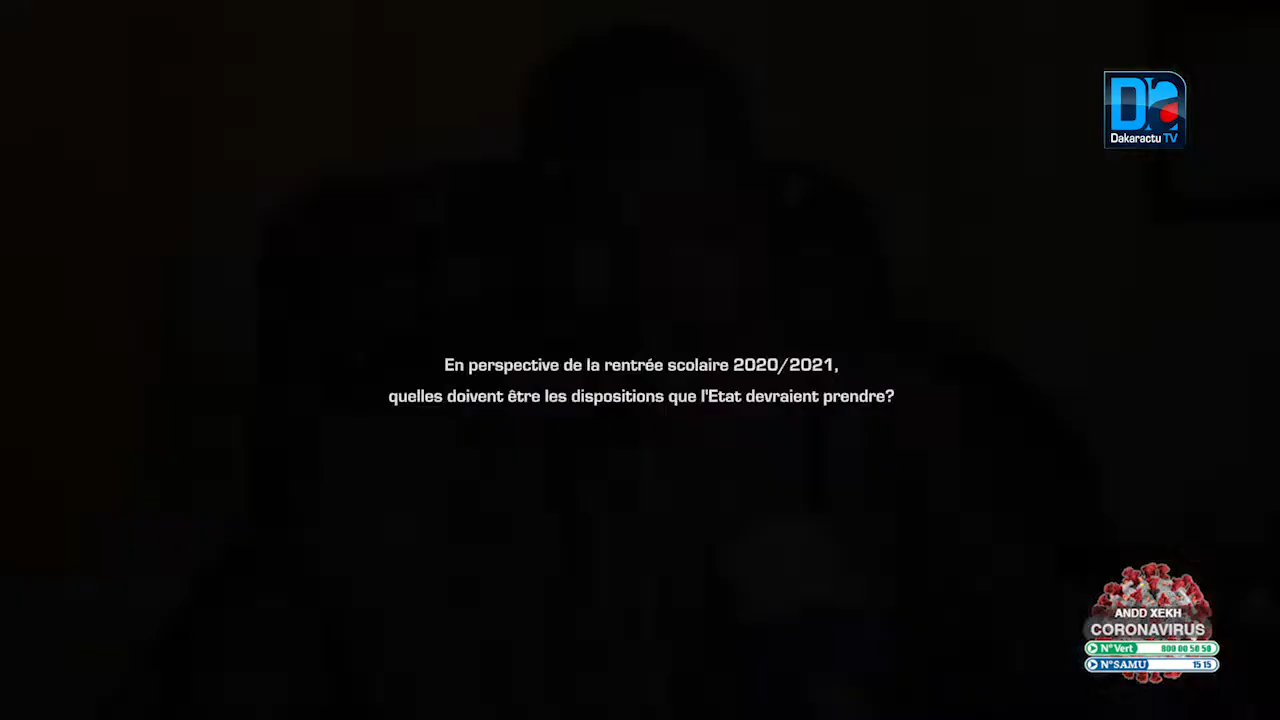 Dakaractu TV
En perspective de la rentrée scolaire 2020/2021,
quelles doivent être les dispositions que l'Etat devraient prendre?
ANDD XEKH
CORONAVIRUS
N°Vert 800 00 50 50
N°SAMU 15 15